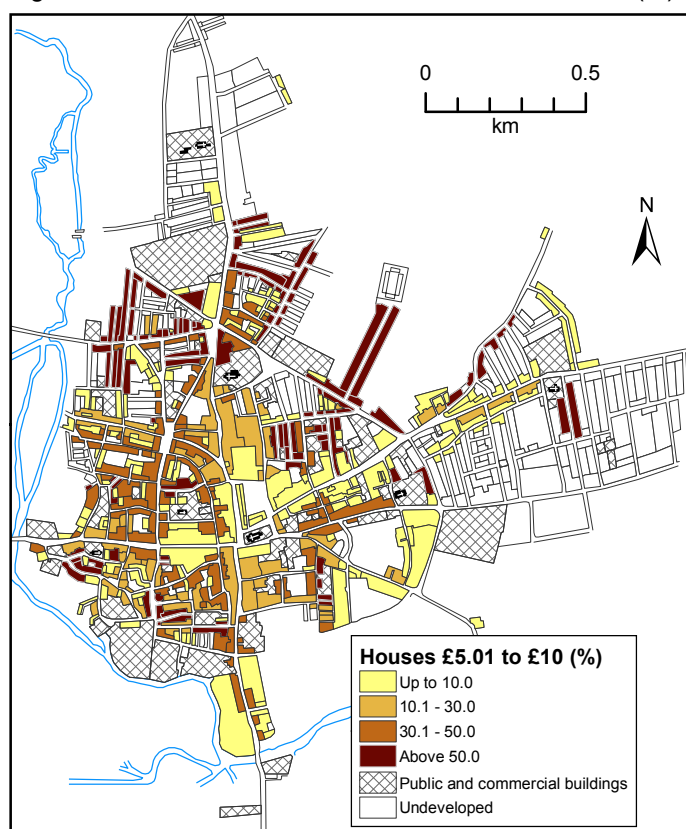 0 0.5
km
N
Houses £5.01 to £10 (%)
Up to 10.0
10.1 - 30.0
30.1 - 50.0
Above 50.0
Public and commercial buildings
Undeveloped